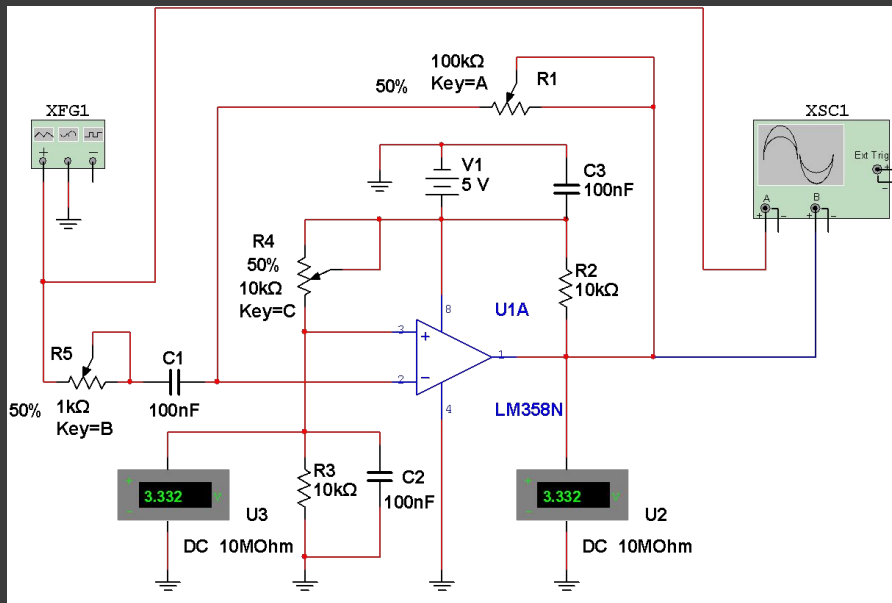 100kΩ
Key=A
R1
50%
XFG1
+ −
XSC1
Ext Trig
+
−
A B
+ − + −
V1
5 V
C3
100nF
R4
50%
10kΩ
Key=C
R2
10kΩ
8
U1A
3
+
1
2
−
4
LM358N
R5
C1
50%
1kΩ
Key=B
100nF
R3
10kΩ
C2
100nF
+
−
3.332 V
U3
DC 10MOhm
+
−
3.332 V
U2
DC 10MOhm